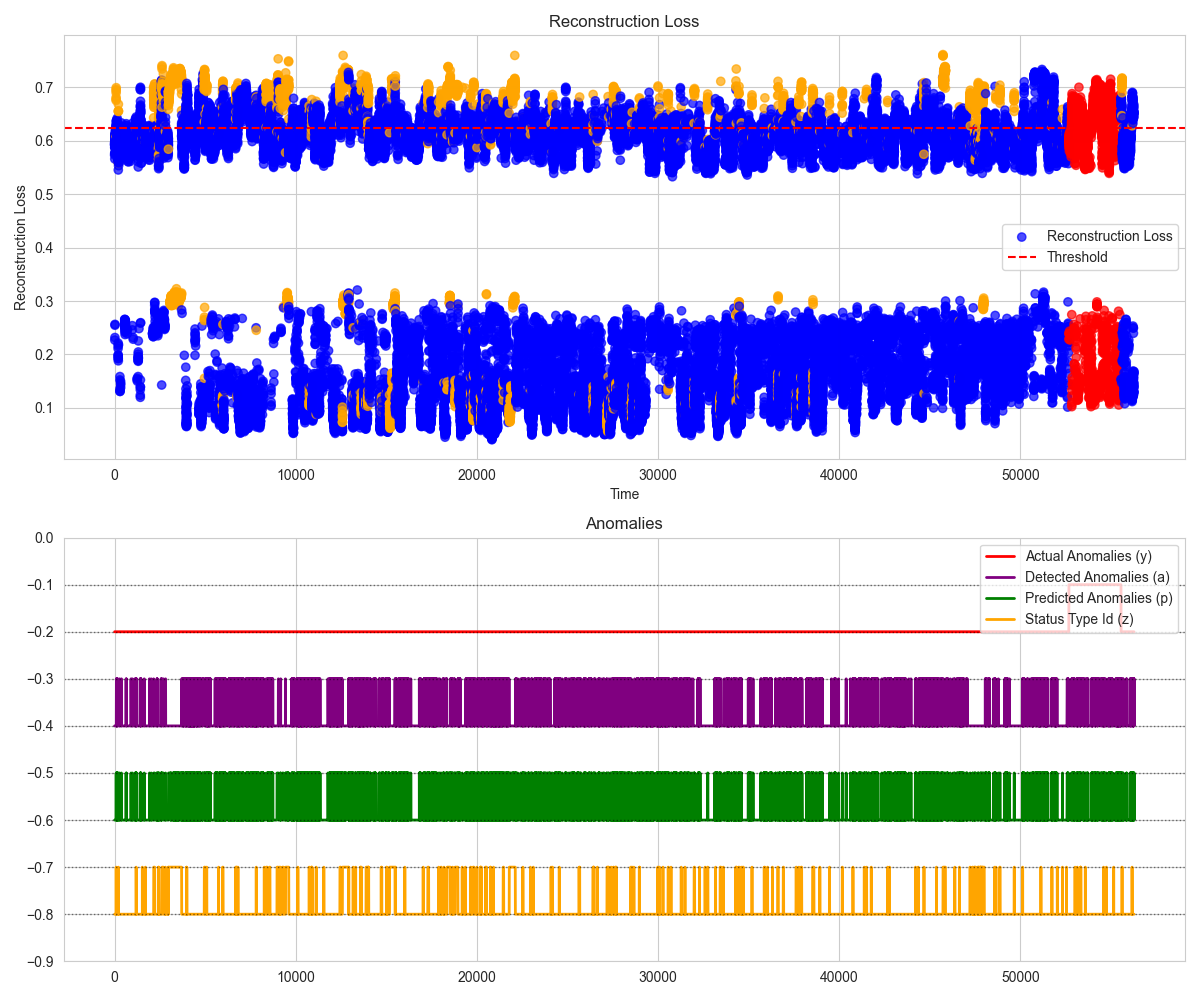 Reconstruction Loss
0.7
0.6
0.5
0.4
0.3
0.2
0.1
Reconstruction Loss
Reconstruction Loss
Threshold
0 10000 20000 30000 40000 50000
Time
Anomalies
0.0
−0.1
−0.2
−0.3
−0.4
−0.5
−0.6
−0.7
−0.8
−0.9
Actual Anomalies (y)
Detected Anomalies (a)
Predicted Anomalies (p)
Status Type Id (z)
0 10000 20000 30000 40000 50000